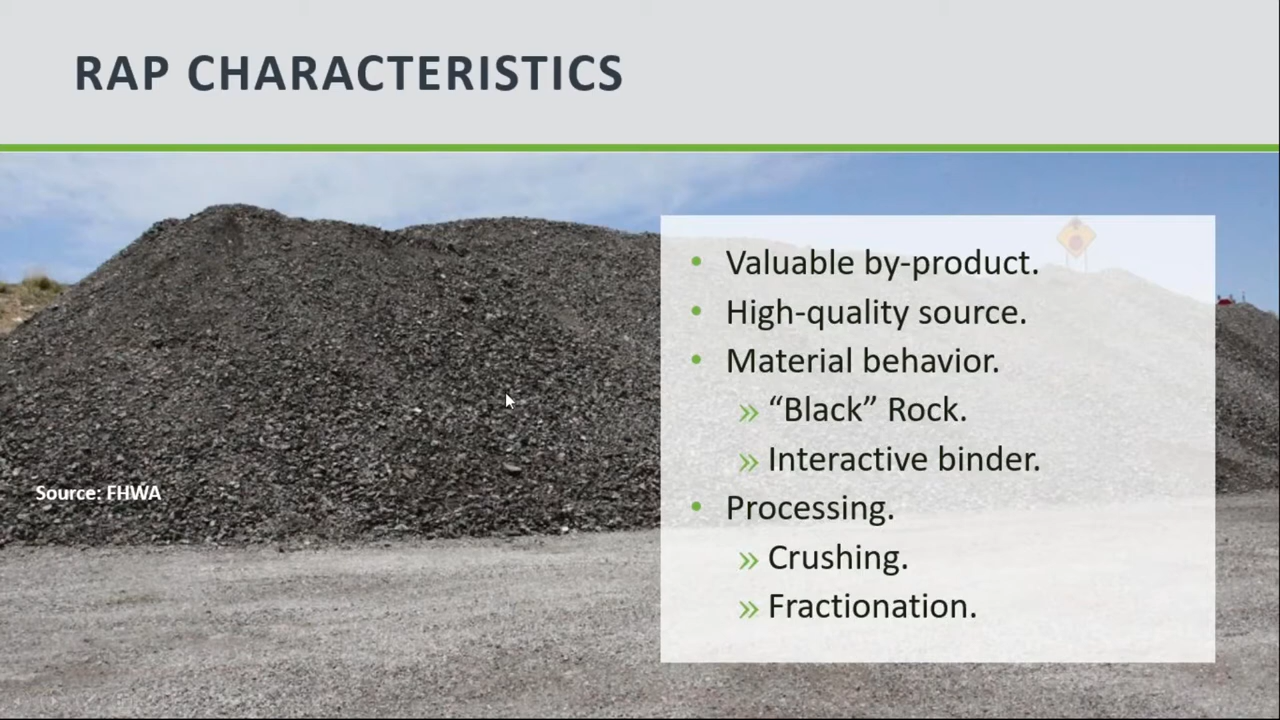 RAP CHARACTERISTICS
• Valuable by-product.
• High-quality source.
• Material behavior.
» “Black” Rock.
» Interactive binder.
• Processing.
» Crushing.
» Fractionation.
Source: FHWA